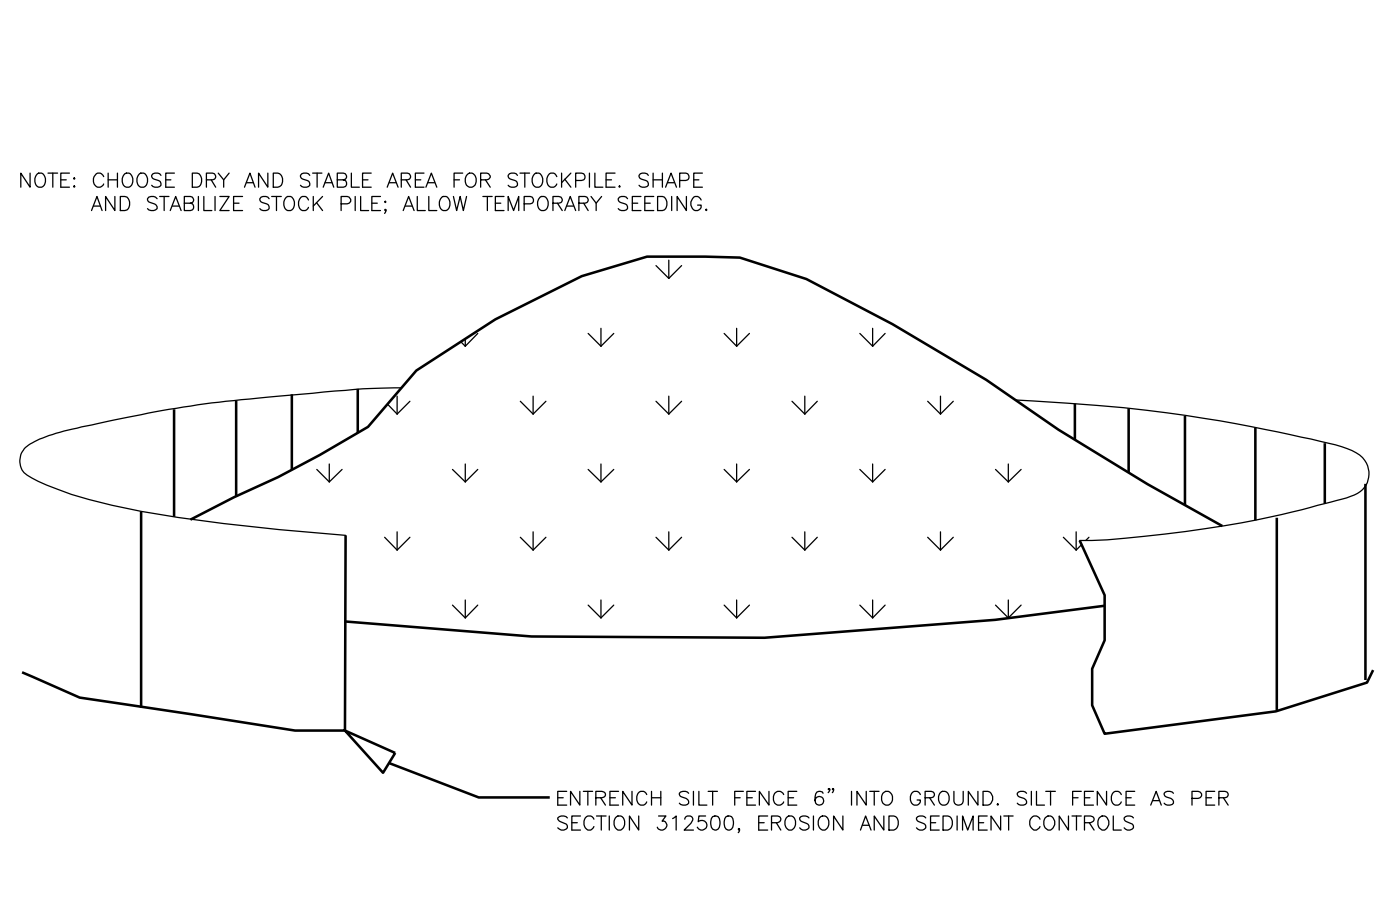 NOTE: CHOOSE DRY AND STABLE AREA FOR STOCKPILE. SHAPE
AND STABILIZE STOCK PILE; ALLOW TEMPORARY SEEDING.
ENTRENCH SILT FENCE 6” INTO GROUND. SILT FENCE AS PER
SECTION 312500, EROSION AND SEDIMENT CONTROLS